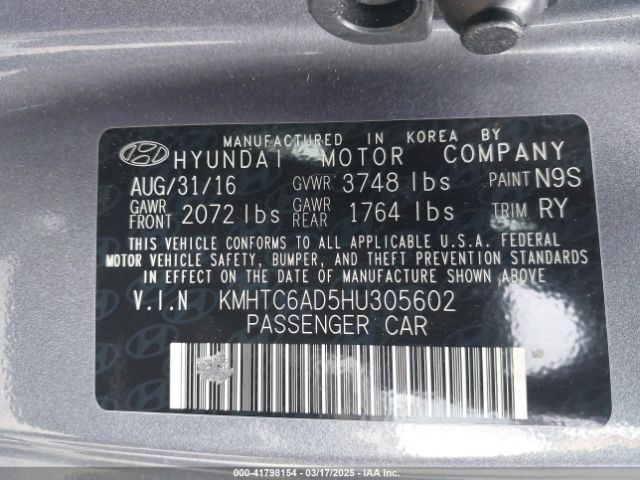 MANUFACTURED IN KOREA BY
HYUNDAI MOTOR COMPANY
AUG/31/16 GVWR 3748 lbs PAINT N9S
GAWR FRONT 2072 lbs GAWR REAR 1764 lbs TRIM RY
THIS VEHICLE CONFORMS TO ALL APPLICABLE U.S.A. FEDERAL
MOTOR VEHICLE SAFETY, BUMPER, AND THEFT PREVENTION STANDARDS
IN EFFECT ON THE DATE OF MANUFACTURE SHOWN ABOVE
V.I.N KMHTC6AD5HU305602
PASSENGER CAR
000-41798154 — 03/17/2025 — IAA Inc.